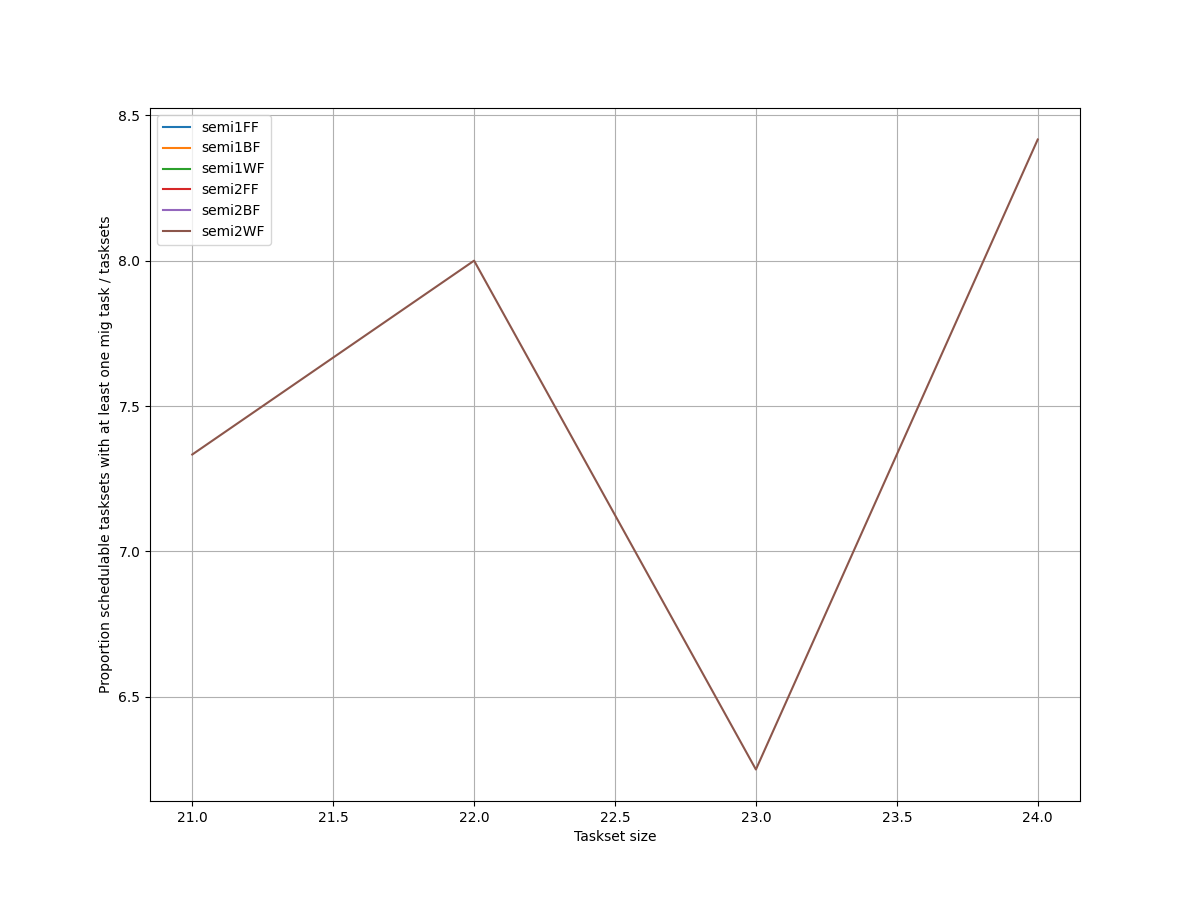 8.5
8.0
7.5
7.0
6.5
Proportion schedulable tasksets with at least one mig task / tasksets
semi1FF
semi1BF
semi1WF
semi2FF
semi2BF
semi2WF
21.0 21.5 22.0 22.5 23.0 23.5 24.0
Taskset size